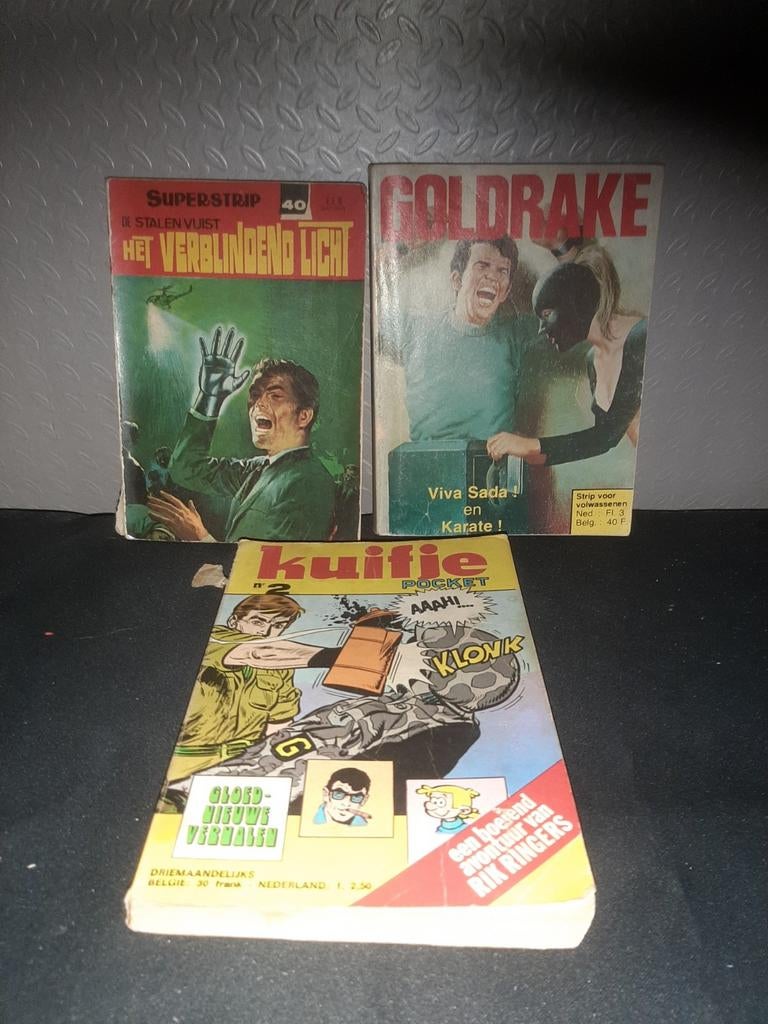 SUPERSTRIP 40
DE STALEN VUIST
HET VERBLINDEND LICHT
GOLDRAKE
Viva Sada !
en
Karate !
Strip voor
volwassenen
Ned. : Fl. 3
Belg. : 40 F.
kuifje
nr 2 POCKET
AAAH!....
KLONK
G
GLOED-
NIEUWE
VERHALEN
een boeiend
avontuur van
RIK RINGERS
DRIEMAANDELIJKS
BELGIE: 30 frank - NEDERLAND: f. 2,50